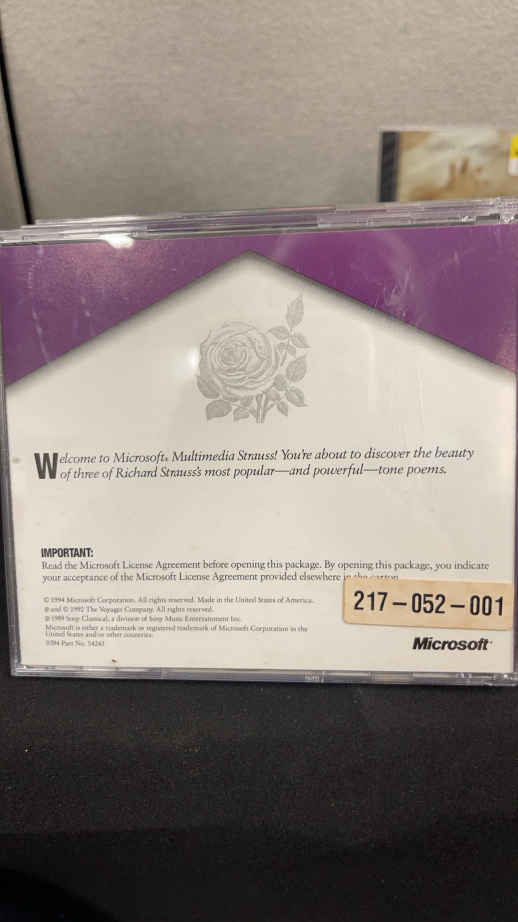 Welcome to Microsoft® Multimedia Strauss! You're about to discover the beauty
of three of Richard Strauss's most popular—and powerful—tone poems.
IMPORTANT:
Read the Microsoft License Agreement before opening this package. By opening this package, you indicate
your acceptance of the Microsoft License Agreement provided elsewhere in the carton.
© 1994 Microsoft Corporation. All rights reserved. Made in the United States of America.
℗ and © 1992 The Voyager Company. All rights reserved.
℗ 1989 Sony Classical, a division of Sony Music Entertainment Inc.
Microsoft is either a trademark or registered trademark of Microsoft Corporation in the
United States and/or other countries.
0394 Part No. 54243
217-052-001
Microsoft